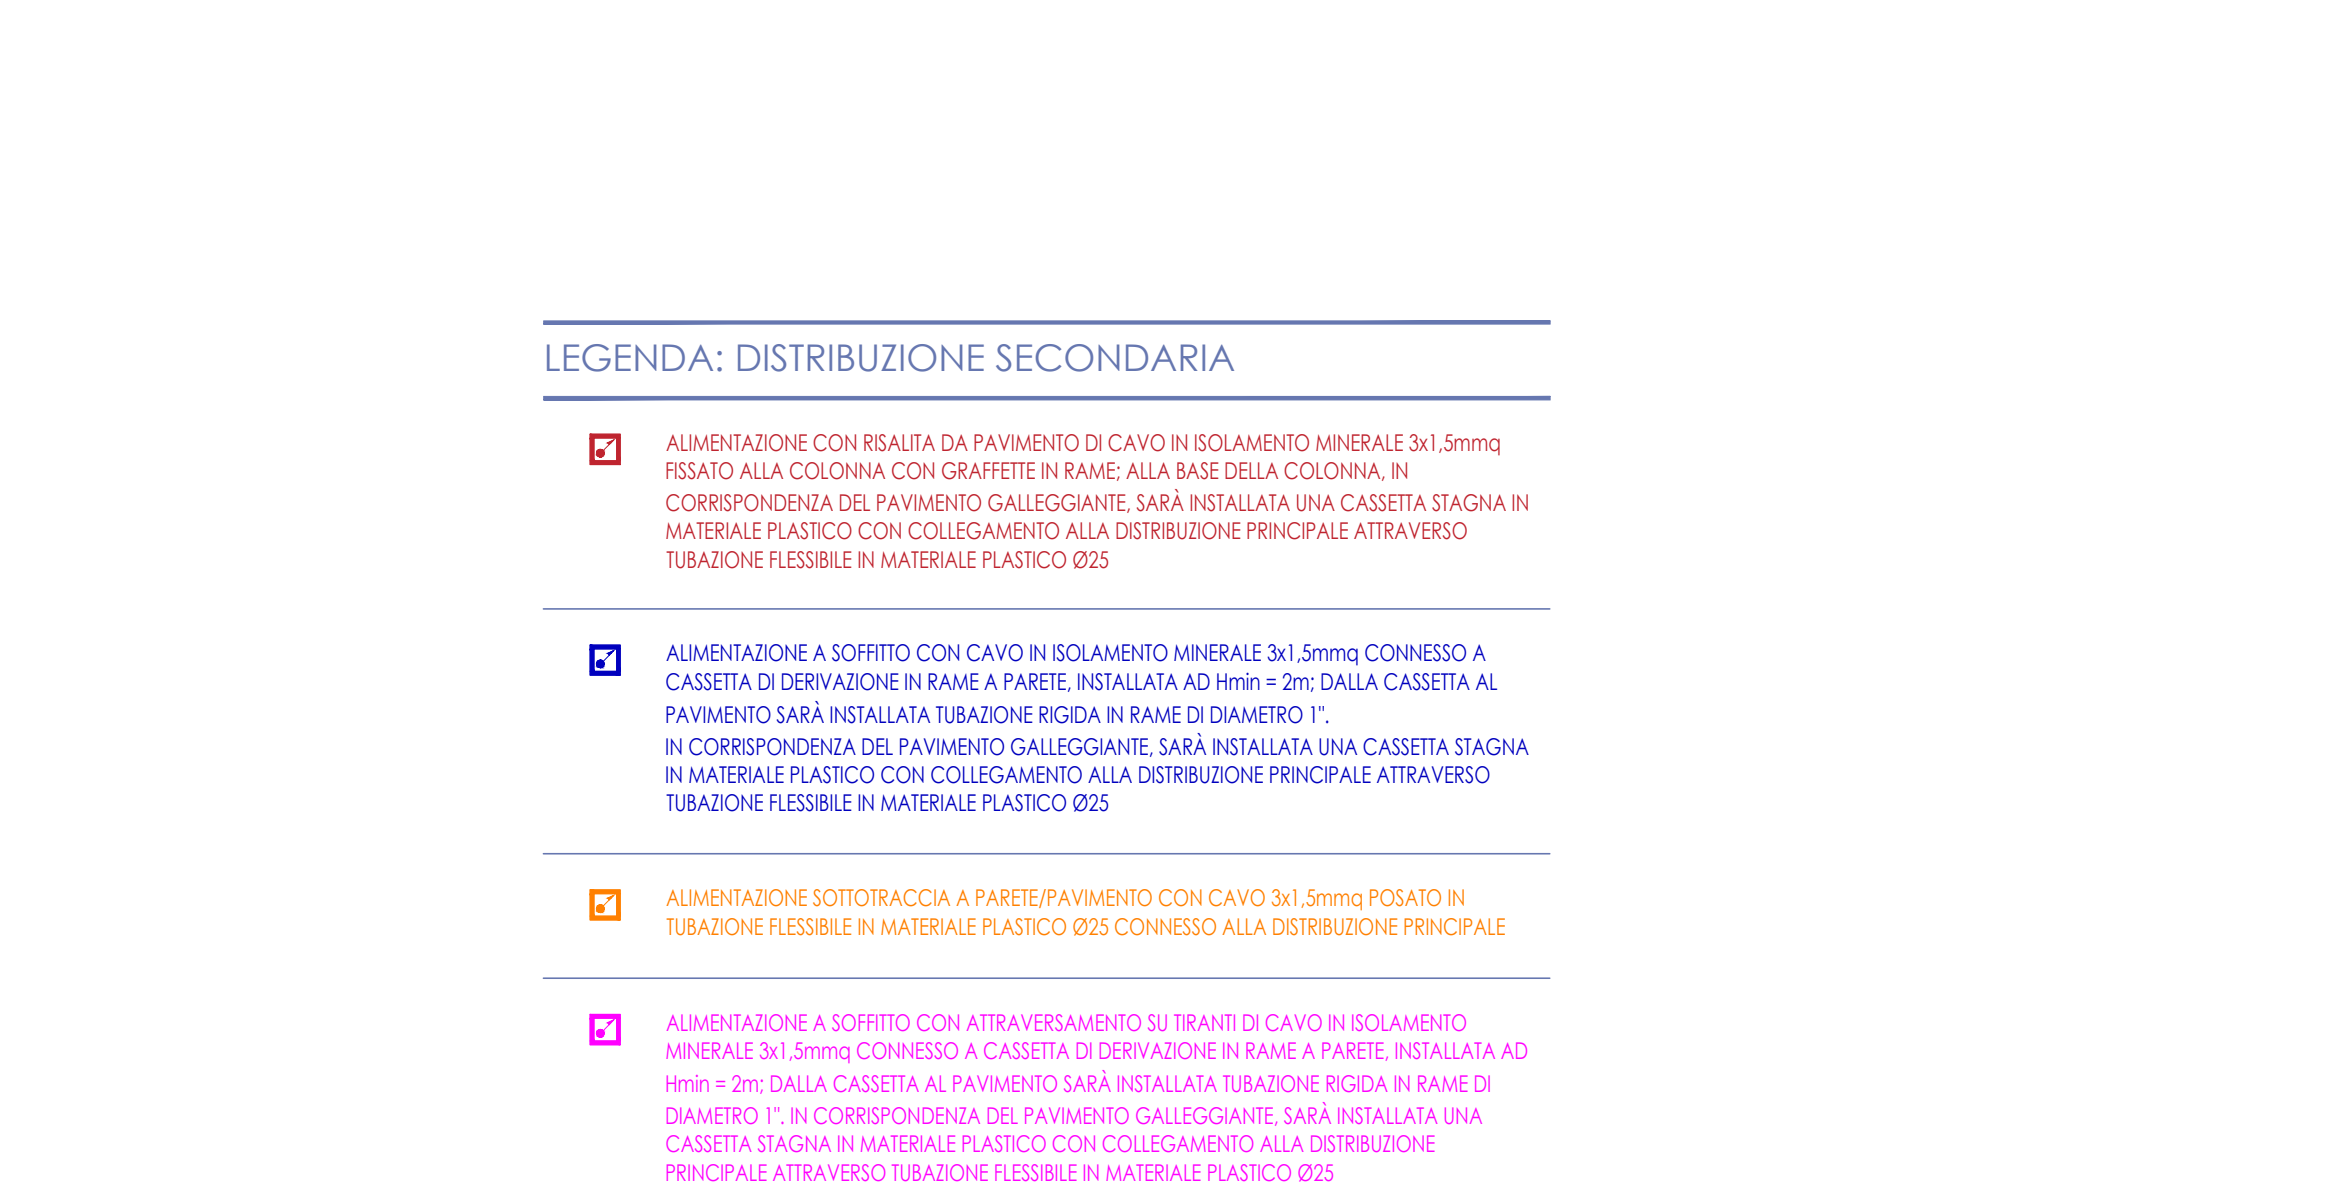 LEGENDA: DISTRIBUZIONE SECONDARIA
ALIMENTAZIONE CON RISALITA DA PAVIMENTO DI CAVO IN ISOLAMENTO MINERALE 3x1,5mmq
FISSATO ALLA COLONNA CON GRAFFETTE IN RAME; ALLA BASE DELLA COLONNA, IN
CORRISPONDENZA DEL PAVIMENTO GALLEGGIANTE, SARÀ INSTALLATA UNA CASSETTA STAGNA IN
MATERIALE PLASTICO CON COLLEGAMENTO ALLA DISTRIBUZIONE PRINCIPALE ATTRAVERSO
TUBAZIONE FLESSIBILE IN MATERIALE PLASTICO Ø25
ALIMENTAZIONE A SOFFITTO CON CAVO IN ISOLAMENTO MINERALE 3x1,5mmq CONNESSO A
CASSETTA DI DERIVAZIONE IN RAME A PARETE, INSTALLATA AD Hmin = 2m; DALLA CASSETTA AL
PAVIMENTO SARÀ INSTALLATA TUBAZIONE RIGIDA IN RAME DI DIAMETRO 1".
IN CORRISPONDENZA DEL PAVIMENTO GALLEGGIANTE, SARÀ INSTALLATA UNA CASSETTA STAGNA
IN MATERIALE PLASTICO CON COLLEGAMENTO ALLA DISTRIBUZIONE PRINCIPALE ATTRAVERSO
TUBAZIONE FLESSIBILE IN MATERIALE PLASTICO Ø25
ALIMENTAZIONE SOTTOTRACCIA A PARETE/PAVIMENTO CON CAVO 3x1,5mmq POSATO IN
TUBAZIONE FLESSIBILE IN MATERIALE PLASTICO Ø25 CONNESSO ALLA DISTRIBUZIONE PRINCIPALE
ALIMENTAZIONE A SOFFITTO CON ATTRAVERSAMENTO SU TIRANTI DI CAVO IN ISOLAMENTO
MINERALE 3x1,5mmq CONNESSO A CASSETTA DI DERIVAZIONE IN RAME A PARETE, INSTALLATA AD
Hmin = 2m; DALLA CASSETTA AL PAVIMENTO SARÀ INSTALLATA TUBAZIONE RIGIDA IN RAME DI
DIAMETRO 1". IN CORRISPONDENZA DEL PAVIMENTO GALLEGGIANTE, SARÀ INSTALLATA UNA
CASSETTA STAGNA IN MATERIALE PLASTICO CON COLLEGAMENTO ALLA DISTRIBUZIONE
PRINCIPALE ATTRAVERSO TUBAZIONE FLESSIBILE IN MATERIALE PLASTICO Ø25